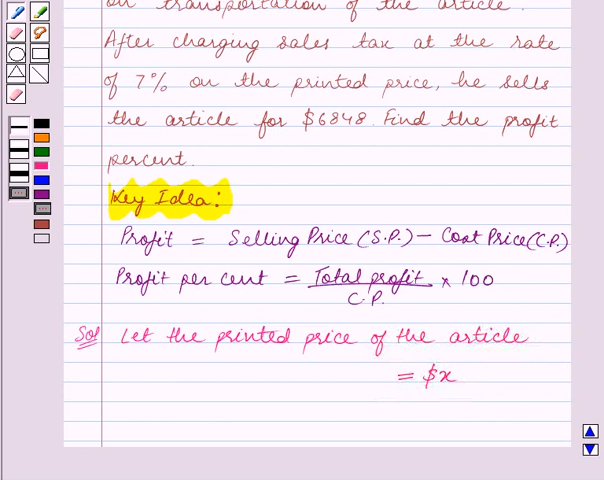 on transportation of the article.
After charging sales tax at the rate
of 7% on the printed price, he sells
the article for $6848. Find the profit
percent.
Key Idea:
Profit = Selling Price (S.P.) - Cost Price (C.P.)
Profit per cent = Total profit / C.P. × 100
Sol Let the printed price of the article
= $x